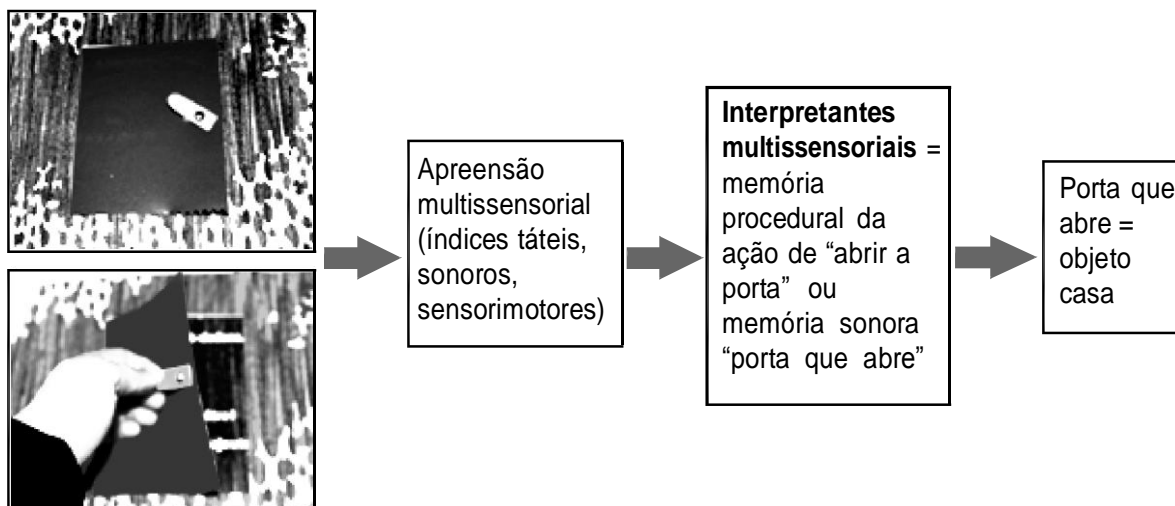 Apreensão
multissensorial
(índices táteis,
sonoros,
sensorimotores)
Interpretantes
multissensoriais =
memória
procedural da
ação de “abrir a
porta” ou
memória sonora
“porta que abre”
Porta que
abre =
objeto
casa